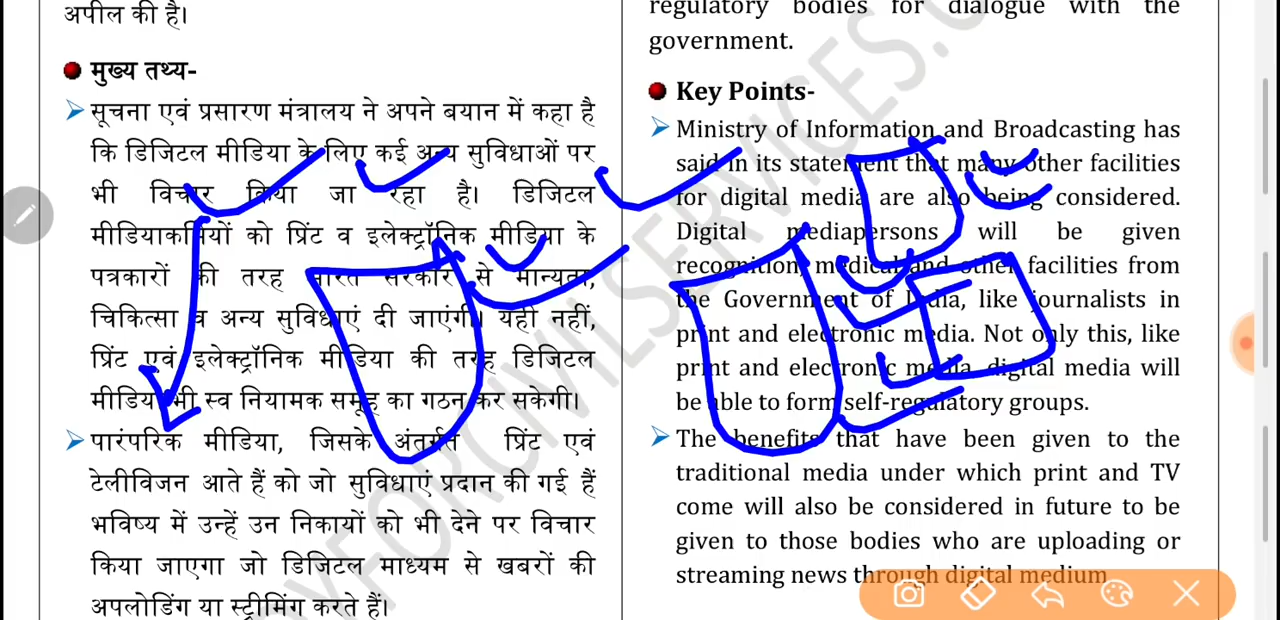 अपील की है।
मुख्य तथ्य-
सूचना एवं प्रसारण मंत्रालय ने अपने बयान में कहा है
कि डिजिटल मीडिया के लिए कई अन्य सुविधाओं पर
भी विचार किया जा रहा है। डिजिटल
मीडियाकर्मियों को प्रिंट व इलेक्ट्रॉनिक मीडिया के
पत्रकारों की तरह भारत सरकार से मान्यता,
चिकित्सा व अन्य सुविधाएं दी जाएंगी। यही नहीं,
प्रिंट एवं इलेक्ट्रॉनिक मीडिया की तरह डिजिटल
मीडिया भी स्व नियामक समूह का गठन कर सकेगी।
पारंपरिक मीडिया, जिसके अंतर्गत प्रिंट एवं
टेलीविजन आते हैं को जो सुविधाएं प्रदान की गई हैं
भविष्य में उन्हें उन निकायों को भी देने पर विचार
किया जाएगा जो डिजिटल माध्यम से खबरों की
अपलोडिंग या स्ट्रीमिंग करते हैं।
regulatory bodies for dialogue with the
government.
Key Points-
Ministry of Information and Broadcasting has
said in its statement that many other facilities
for digital media are also being considered.
Digital mediapersons will be given
recognition, medical and other facilities from
the Government of India, like journalists in
print and electronic media. Not only this, like
print and electronic media, digital media will
be able to form self-regulatory groups.
The benefits that have been given to the
traditional media under which print and TV
come will also be considered in future to be
given to those bodies who are uploading or
streaming news through digital medium